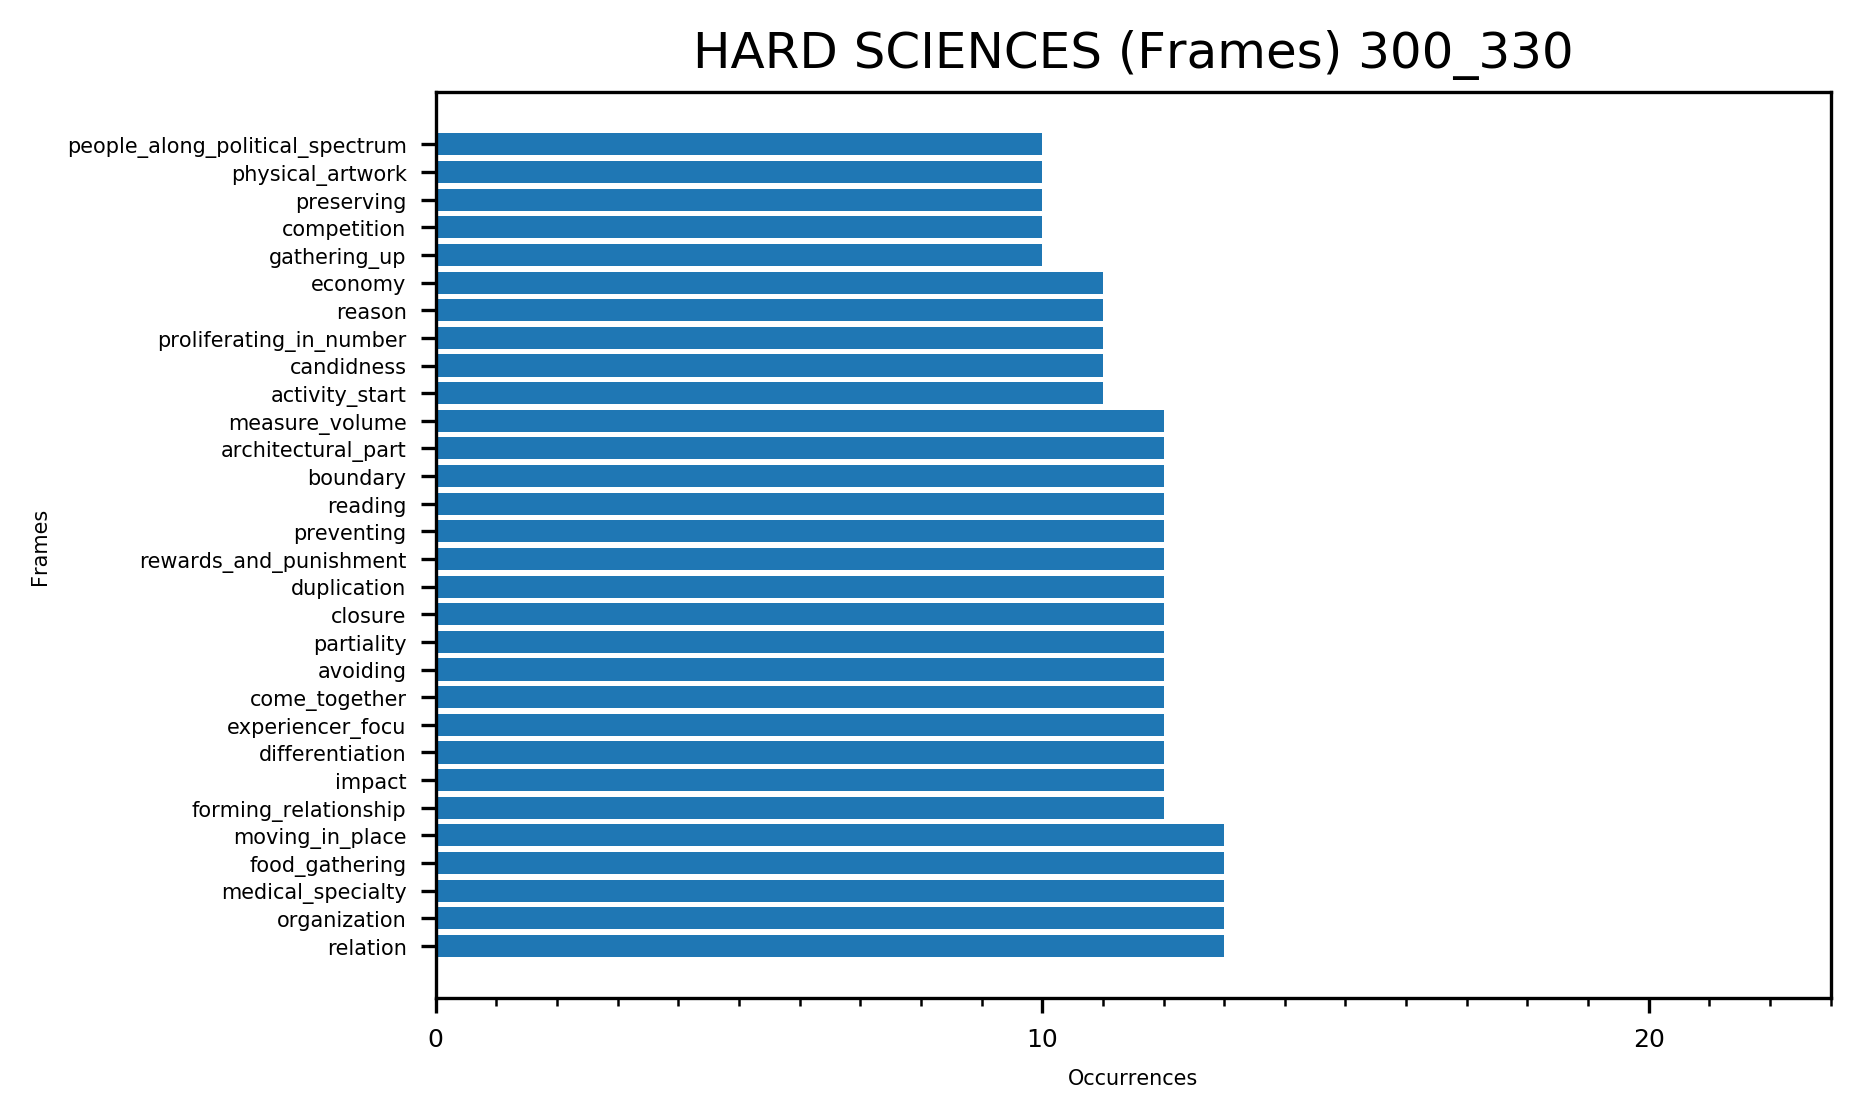 HARD SCIENCES (Frames) 300_330
people_along_political_spectrum
physical_artwork
preserving
competition
gathering_up
economy
reason
proliferating_in_number
candidness
activity_start
measure_volume
architectural_part
boundary
reading
preventing
rewards_and_punishment
duplication
closure
partiality
avoiding
come_together
experiencer_focu
differentiation
impact
forming_relationship
moving_in_place
food_gathering
medical_specialty
organization
relation
Frames
0 10 20
Occurrences